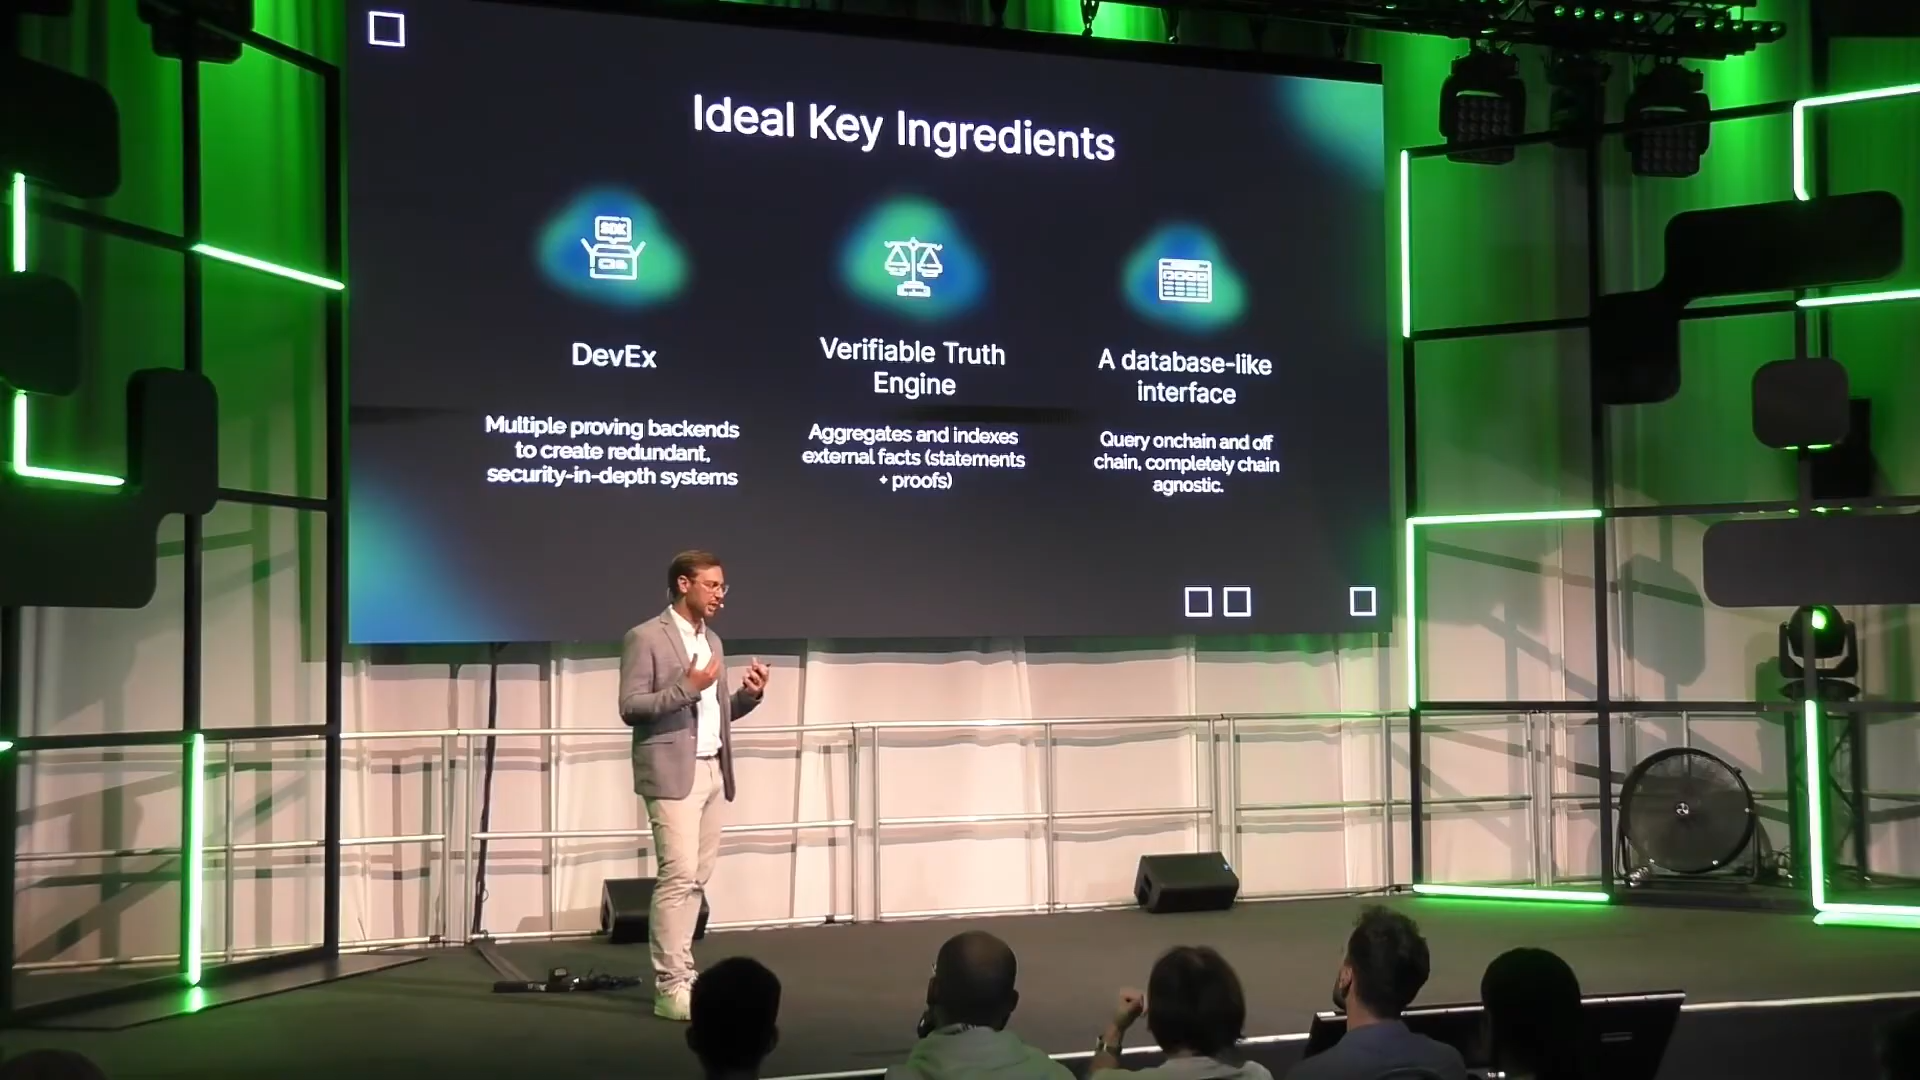 Ideal Key Ingredients
SDK
DevEx
Multiple proving backends
to create redundant,
security-in-depth systems
Verifiable Truth
Engine
Aggregates and indexes
external facts (statements
+ proofs)
A database-like
interface
Query onchain and off
chain, completely chain
agnostic.